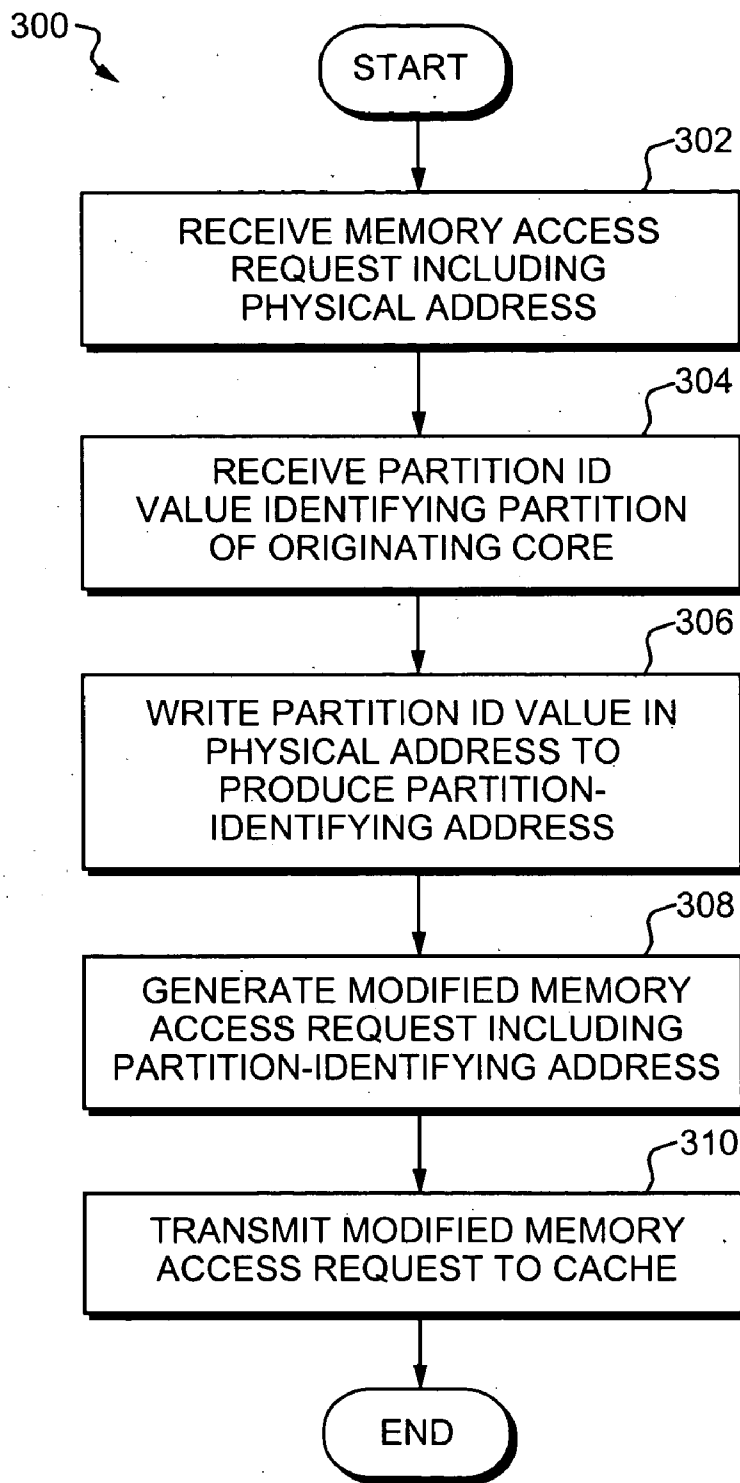 300
START
302
RECEIVE MEMORY ACCESS
REQUEST INCLUDING
PHYSICAL ADDRESS
304
RECEIVE PARTITION ID
VALUE IDENTIFYING PARTITION
OF ORIGINATING CORE
306
WRITE PARTITION ID VALUE IN
PHYSICAL ADDRESS TO
PRODUCE PARTITION-
IDENTIFYING ADDRESS
308
GENERATE MODIFIED MEMORY
ACCESS REQUEST INCLUDING
PARTITION-IDENTIFYING ADDRESS
310
TRANSMIT MODIFIED MEMORY
ACCESS REQUEST TO CACHE
END